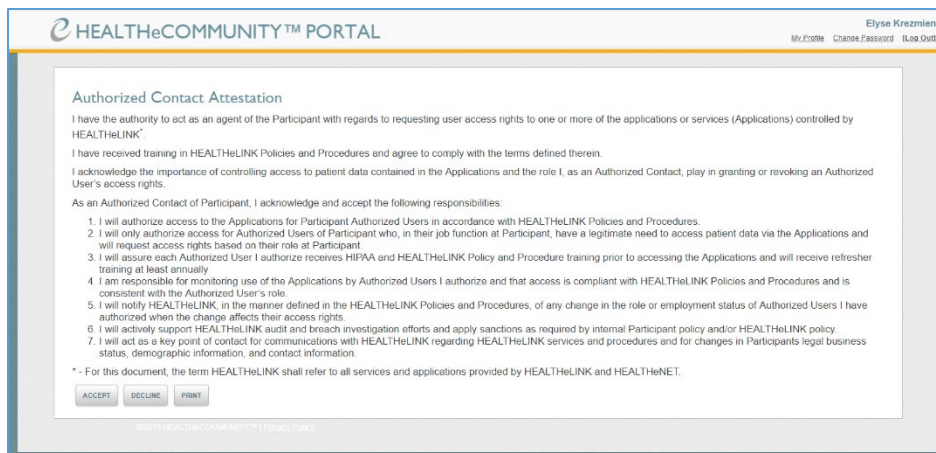 HEALTHeCOMMUNITY™ PORTAL
Elyse Krezmien
My Profile Change Password [Log Out]
Authorized Contact Attestation
I have the authority to act as an agent of the Participant with regards to requesting user access rights to one or more of the applications or services (Applications) controlled by
HEALTHeLINK*.
I have received training in HEALTHeLINK Policies and Procedures and agree to comply with the terms defined therein.
I acknowledge the importance of controlling access to patient data contained in the Applications and the role I, as an Authorized Contact, play in granting or revoking an Authorized
User's access rights.
As an Authorized Contact of Participant, I acknowledge and accept the following responsibilities:
1. I will authorize access to the Applications for Participant Authorized Users in accordance with HEALTHeLINK Policies and Procedures.
2. I will only authorize access for Authorized Users of Participant who, in their job function at Participant, have a legitimate need to access patient data via the Applications and
will request access rights based on their role at Participant.
3. I will assure each Authorized User I authorize receives HIPAA and HEALTHeLINK Policy and Procedure training prior to accessing the Applications and will receive refresher
training at least annually
4. I am responsible for monitoring use of the Applications by Authorized Users I authorize and that access is compliant with HEALTHeLINK Policies and Procedures and is
consistent with the Authorized User's role.
5. I will notify HEALTHeLINK, in the manner defined in the HEALTHeLINK Policies and Procedures, of any change in the role or employment status of Authorized Users I have
authorized when the change affects their access rights.
6. I will actively support HEALTHeLINK audit and breach investigation efforts and apply sanctions as required by internal Participant policy and/or HEALTHeLINK policy.
7. I will act as a key point of contact for communications with HEALTHeLINK regarding HEALTHeLINK services and procedures and for changes in Participants legal business
status, demographic information, and contact information.
* - For this document, the term HEALTHeLINK shall refer to all services and applications provided by HEALTHeLINK and HEALTHeNET.
ACCEPT DECLINE PRINT
HEALTHeCOMMUNITY™ | Privacy Policy